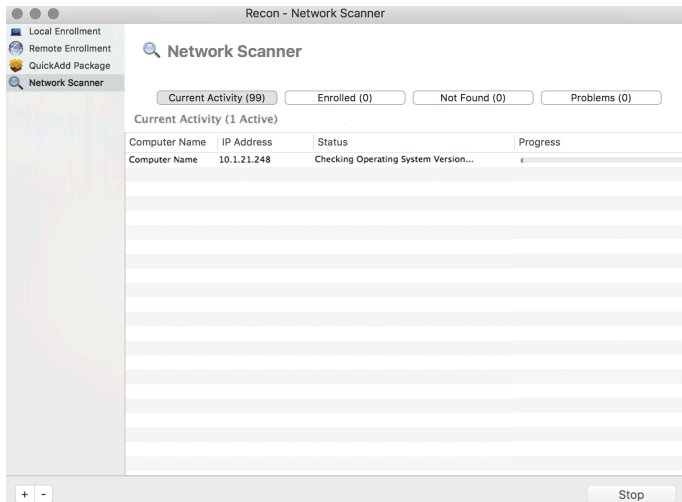 Recon - Network Scanner
Local Enrollment
Remote Enrollment
QuickAdd Package
Network Scanner
Network Scanner
Current Activity (99) Enrolled (0) Not Found (0) Problems (0)
Current Activity (1 Active)
Computer Name IP Address Status Progress
Computer Name 10.1.21.248 Checking Operating System Version...
+ - Stop